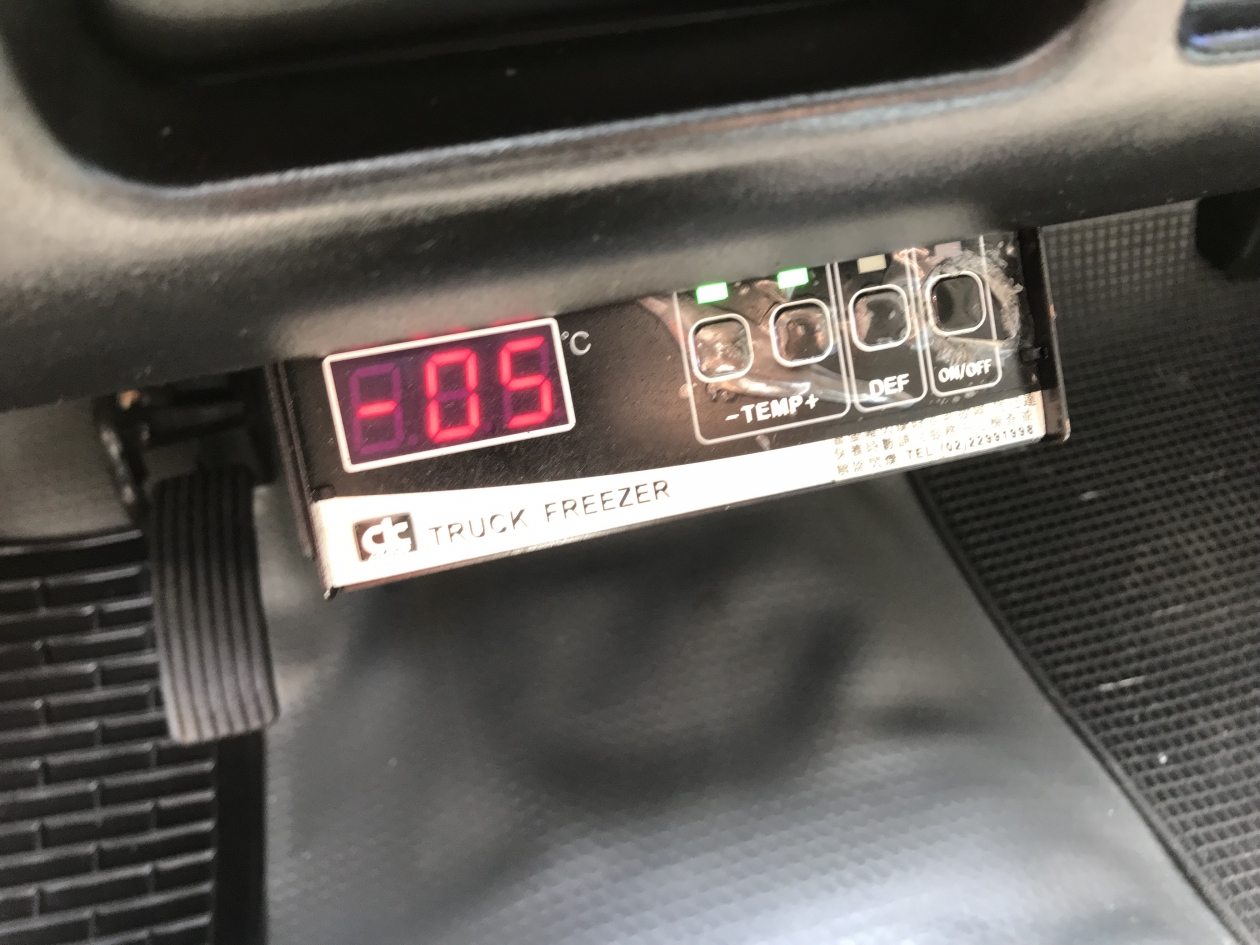 -05
°C
-TEMP+
DEF
ON/OFF
ct TRUCK FREEZER
TEL (02)22991998